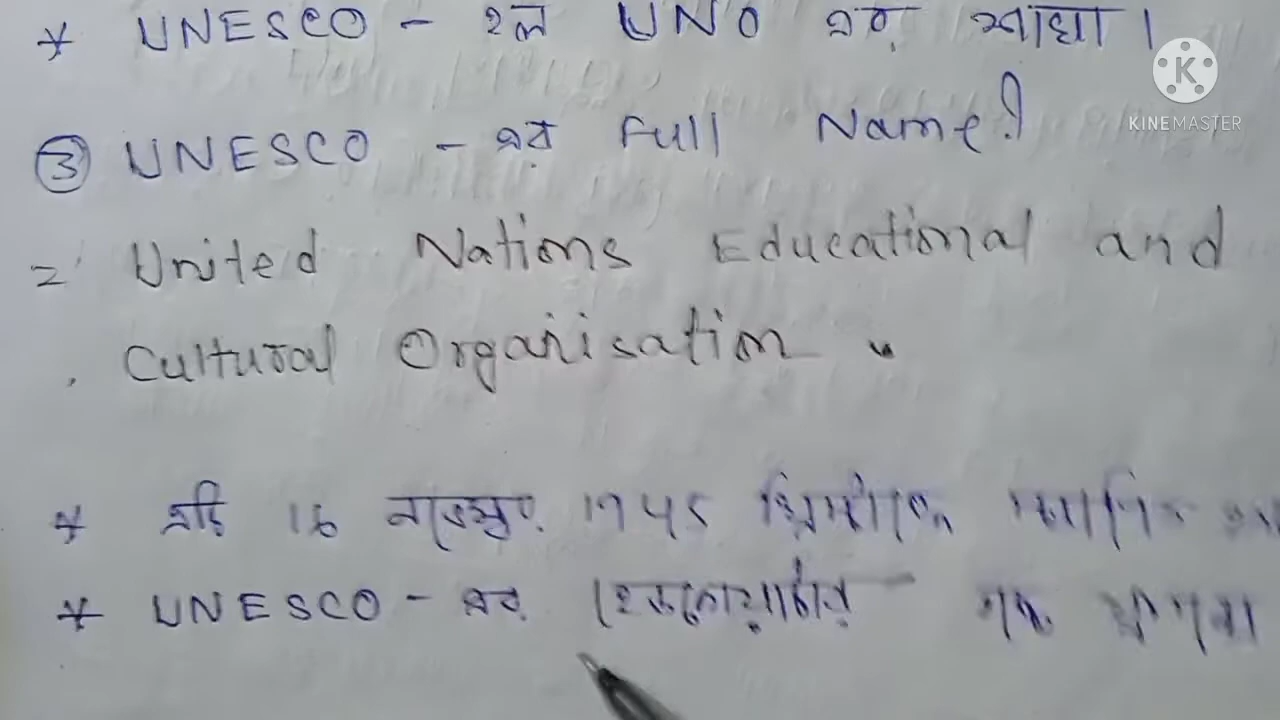 * UNESCO - হল UNO এর শাখা।
K
KINEMASTER
③ UNESCO - এর Full Name?
= United Nations Educational and
Cultural Organisation
* এটি 16 নভেম্বর ১৯৪৫ খ্রিস্টাব্দে স্থাপিত
* UNESCO - এর হেডকোয়ার্টার